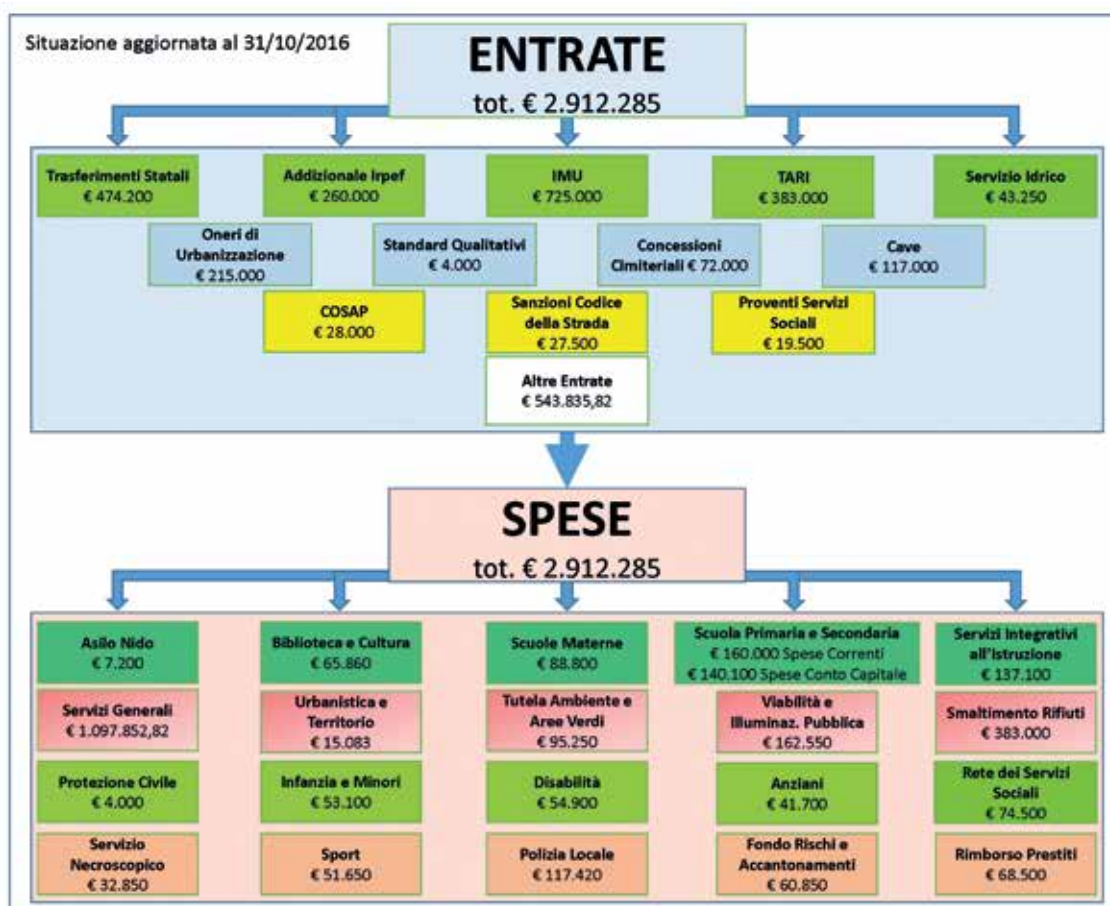 Situazione aggiornata al 31/10/2016
ENTRATE
tot. € 2.912.285
Trasferimenti Statali
€ 474.200
Addizionale Irpef
€ 260.000
IMU
€ 725.000
TARI
€ 383.000
Servizio Idrico
€ 43.250
Oneri di
Urbanizzazione
€ 215.000
Standard Qualitativi
€ 4.000
Concessioni
Cimiteriali € 72.000
Cave
€ 117.000
COSAP
€ 28.000
Sanzioni Codice
della Strada
€ 27.500
Proventi Servizi
Sociali
€ 19.500
Altre Entrate
€ 543.835,82
SPESE
tot. € 2.912.285
Asilo Nido
€ 7.200
Biblioteca e Cultura
€ 65.860
Scuole Materne
€ 88.800
Scuola Primaria e Secondaria
€ 160.000 Spese Correnti
€ 140.100 Spese Conto Capitale
Servizi Integrativi
all'Istruzione
€ 137.100
Servizi Generali
€ 1.097.852,82
Urbanistica e
Territorio
€ 15.083
Tutela Ambiente e
Aree Verdi
€ 95.250
Viabilità e
Illuminaz. Pubblica
€ 162.550
Smaltimento Rifiuti
€ 383.000
Protezione Civile
€ 4.000
Infanzia e Minori
€ 53.100
Disabilità
€ 54.900
Anziani
€ 41.700
Rete dei Servizi
Sociali
€ 74.500
Servizio
Necroscopico
€ 32.850
Sport
€ 51.650
Polizia Locale
€ 117.420
Fondo Rischi e
Accantonamenti
€ 60.850
Rimborso Prestiti
€ 68.500